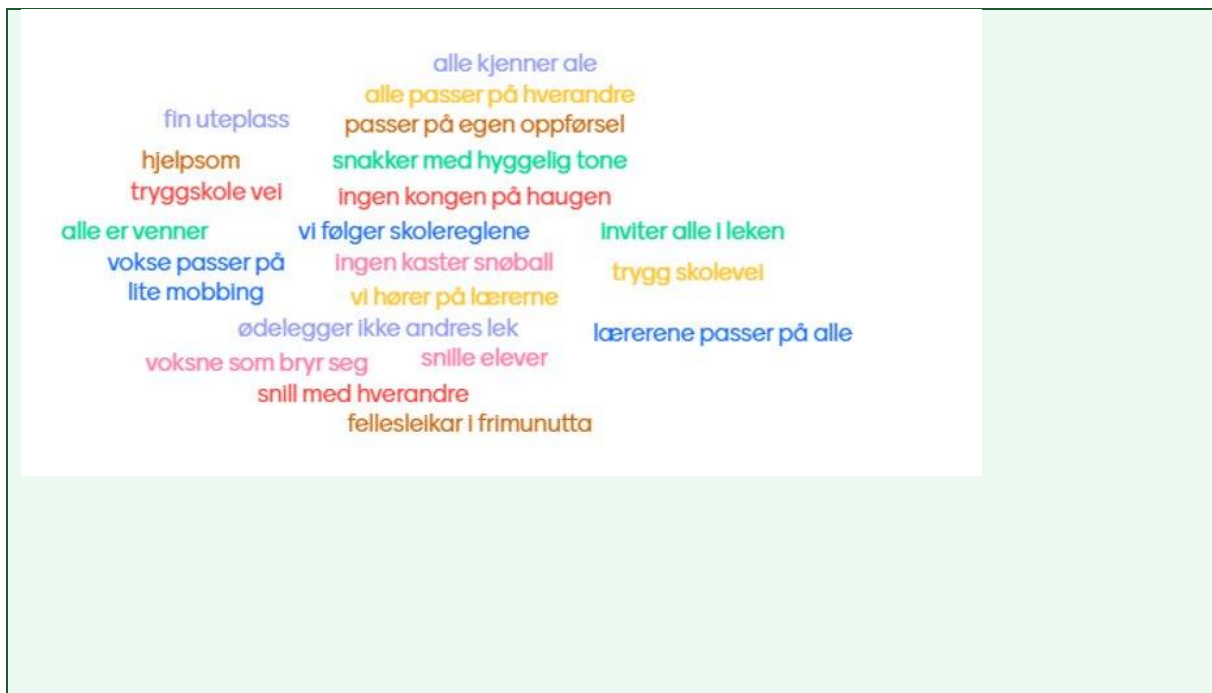 alle kjenner ale
alle passer på hverandre
fin uteplass
passer på egen oppførsel
hjelpsom
snakker med hyggelig tone
tryggskole vei
ingen kongen på haugen
alle er venner
vi følger skolereglene
inviter alle i leken
vokse passer på
ingen kaster snøball
trygg skolevei
lite mobbing
vi hører på lærerne
ødelegger ikke andres lek
lærerene passer på alle
voksne som bryr seg
snille elever
snill med hverandre
fellesleikar i frimunutta